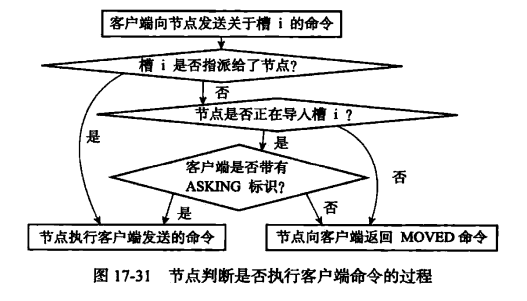 客户端向节点发送关于槽 i 的命令
槽 i 是否指派给了节点?
否
节点是否正在导入槽 i ?
是
是
客户端是否带有
ASKING 标识?
否
是
否
节点执行客户端发送的命令
节点向客户端返回 MOVED 命令
图 17-31 节点判断是否执行客户端命令的过程